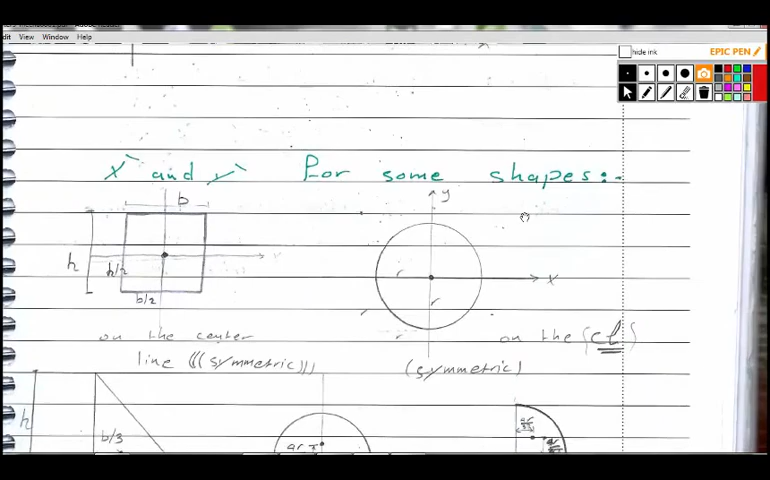 dit View Window Help
hide ink EPIC PEN
x̀ and ỳ For some shapes:-
b
y
h
h/2
r
x
b/2
r
on the center
line (((symmetric)))
r
on the (cL)
(symmetric)
h
b/3